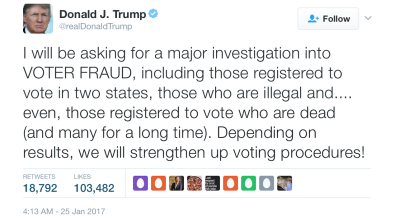 Donald J. Trump
@realDonaldTrump
Follow
I will be asking for a major investigation into
VOTER FRAUD, including those registered to
vote in two states, those who are illegal and....
even, those registered to vote who are dead
(and many for a long time). Depending on
results, we will strengthen up voting procedures!
RETWEETS LIKES
18,792 103,482
4:13 AM - 25 Jan 2017